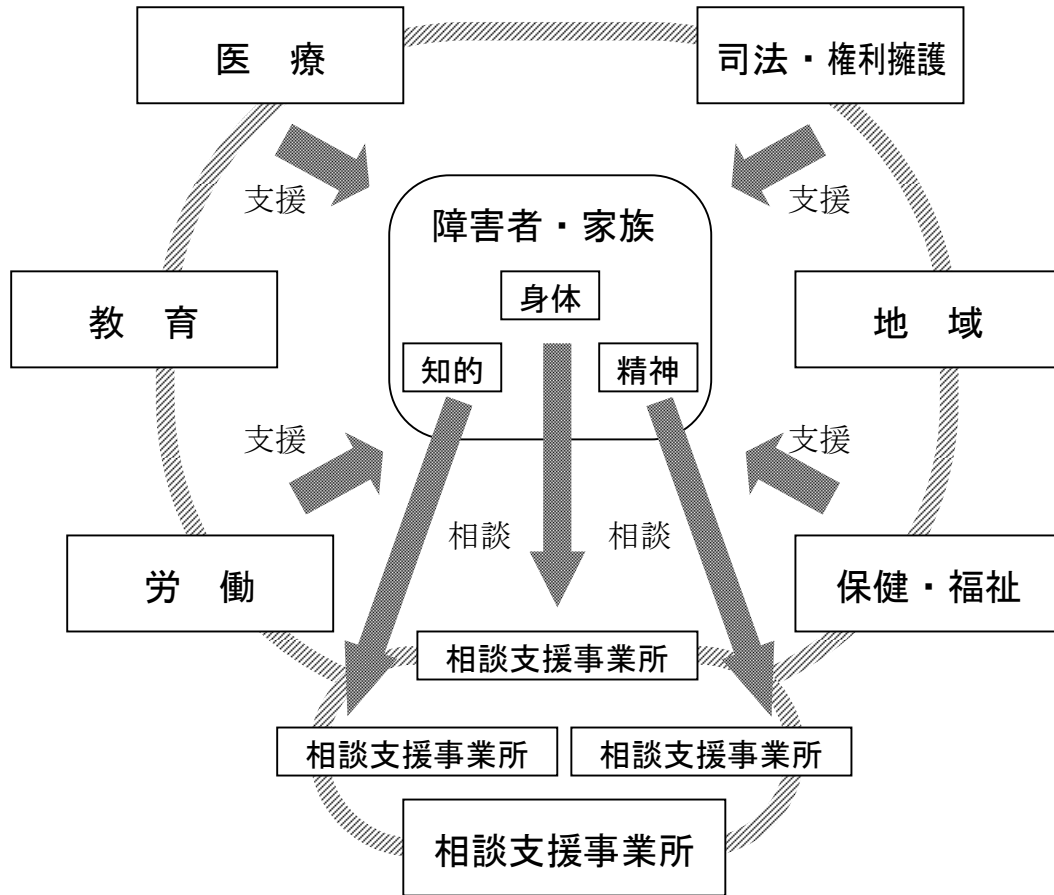 医　療
司法・権利擁護
支援
支援
障害者・家族
身体
教　育
地　域
知的
精神
支援
支援
相談
相談
労　働
保健・福祉
相談支援事業所
相談支援事業所
相談支援事業所
相談支援事業所